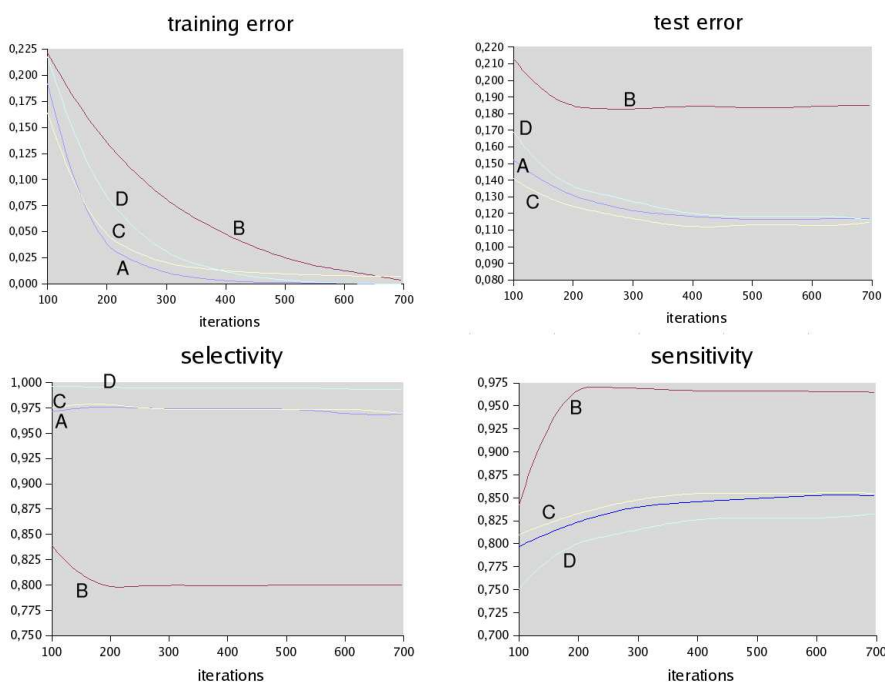 training error
0,225
0,200
0,175
0,150
0,125
0,100
0,075
0,050
0,025
0,000
D
C
A
B
100 200 300 400 500 600 700
iterations
test error
0,220
0,210
0,200
0,190
0,180
0,170
0,160
0,150
0,140
0,130
0,120
0,110
0,100
0,090
0,080
B
D
A
C
100 200 300 400 500 600 700
iterations
selectivity
1,000
0,975
0,950
0,925
0,900
0,875
0,850
0,825
0,800
0,775
0,750
D
C
A
B
100 200 300 400 500 600 700
iterations
sensitivity
0,975
0,950
0,925
0,900
0,875
0,850
0,825
0,800
0,775
0,750
0,725
0,700
B
C
D
100 200 300 400 500 600 700
iterations